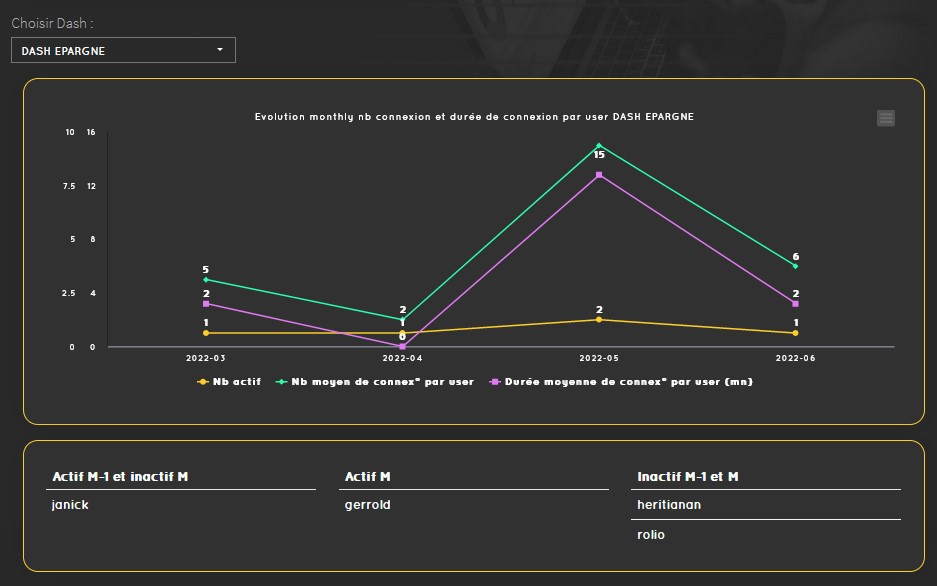 Choisir Dash :
DASH EPARGNE
Evolution monthly nb connexion et durée de connexion par user DASH EPARGNE
10 16
7.5 12
5 8
2.5 4
0 0
5
2
1
2
1
0
15
2
6
2
1
2022-03 2022-04 2022-05 2022-06
Nb actif Nb moyen de connex° par user Durée moyenne de connex° par user (mn)
Actif M-1 et inactif M Actif M Inactif M-1 et M
janick gerrold heritianan
rolio